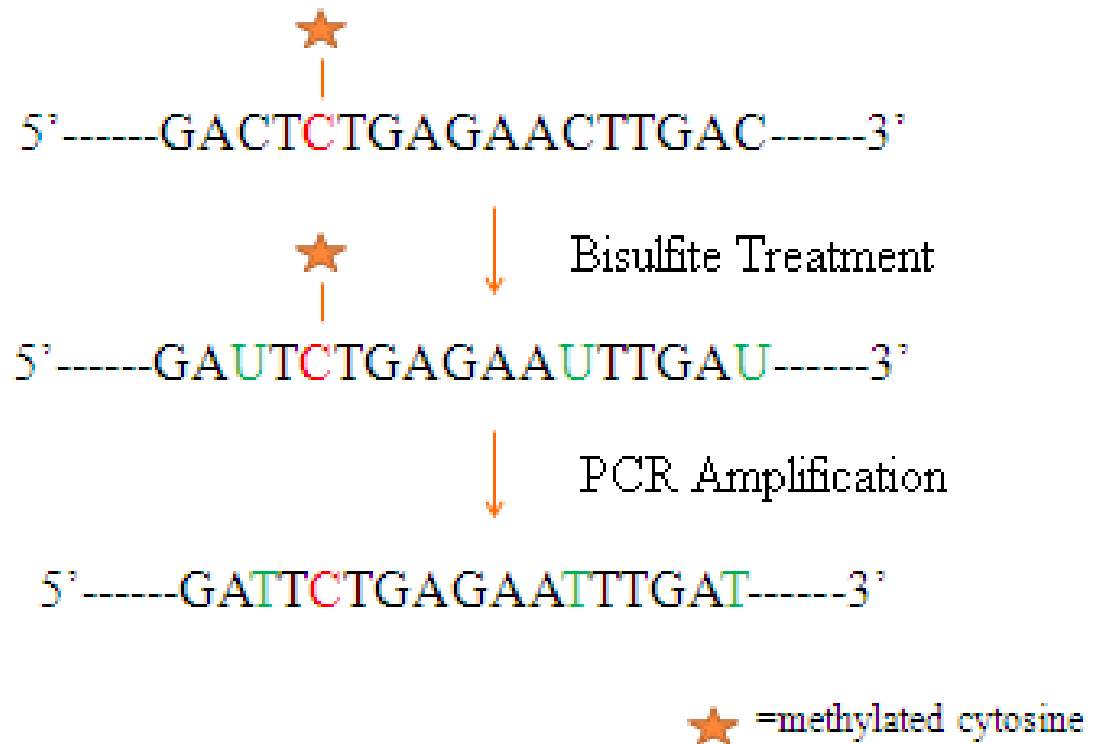 5’------GACTCTGAGAACTTGAC------3’
Bisulfite Treatment
5’------GAUTCTGAGAAUTTGAU------3’
PCR Amplification
5’------GATTCTGAGAATTTGAT------3’
=methylated cytosine